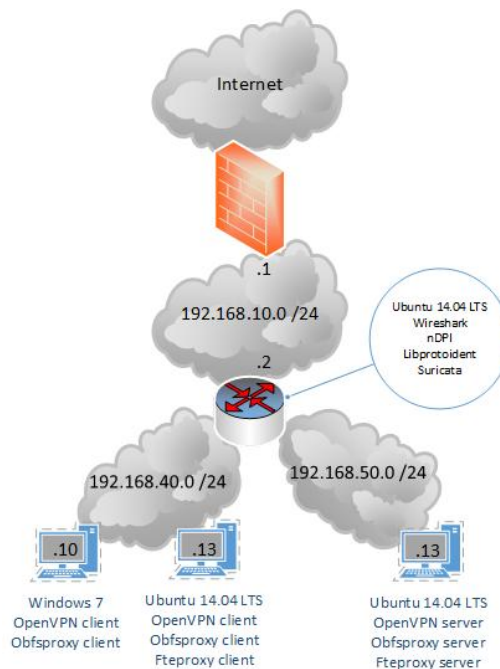 Internet
.1
192.168.10.0 /24
.2
Ubuntu 14.04 LTS
Wireshark
nDPI
Libprotoident
Suricata
192.168.40.0 /24
192.168.50.0 /24
.10
.13
.13
Windows 7
OpenVPN client
Obfsproxy client
Ubuntu 14.04 LTS
OpenVPN client
Obfsproxy client
Fteproxy client
Ubuntu 14.04 LTS
OpenVPN server
Obfsproxy server
Fteproxy server